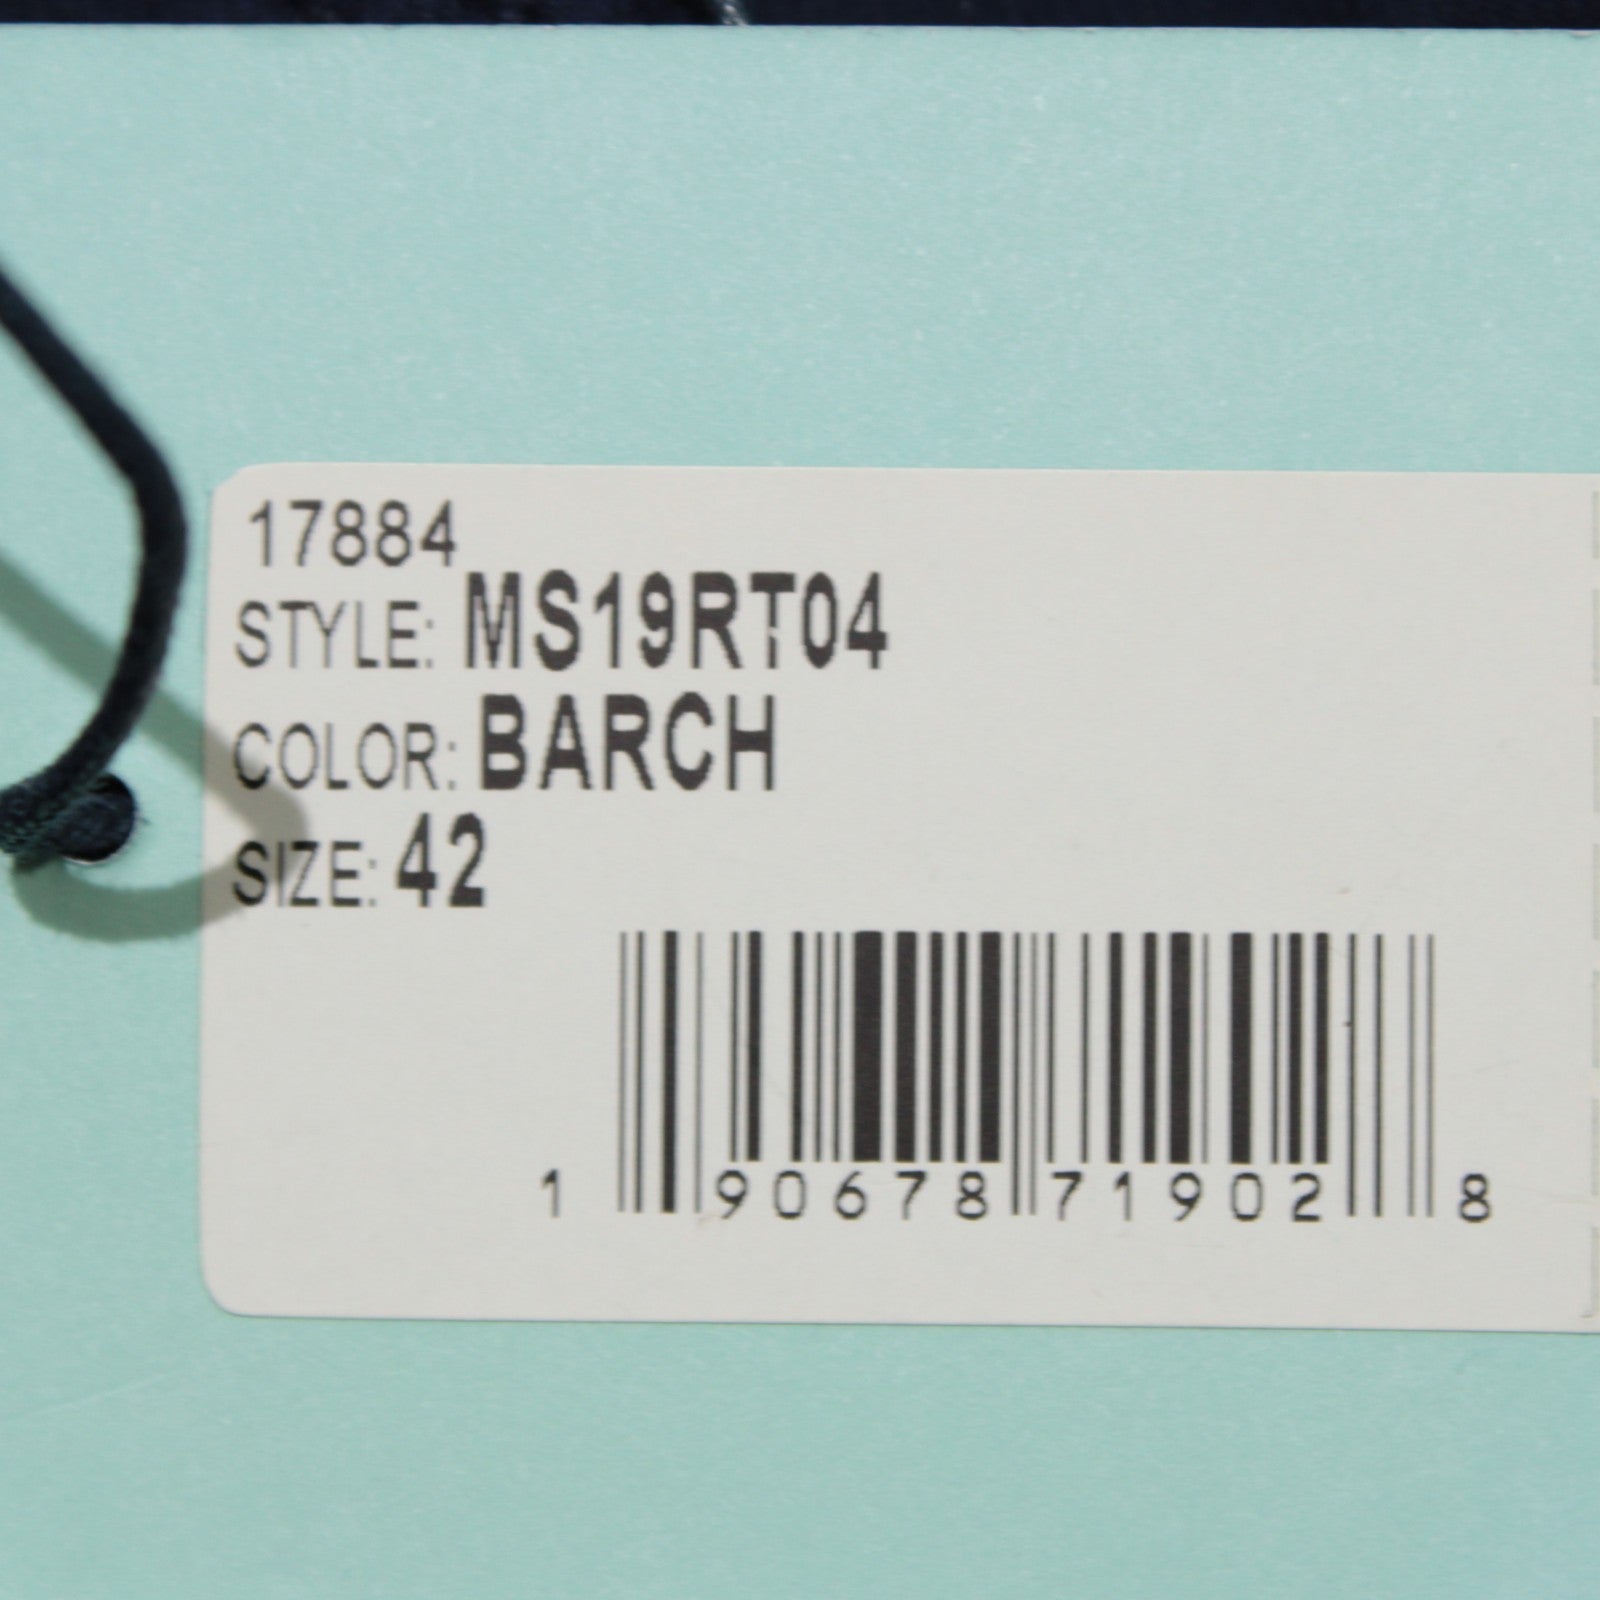 17884
STYLE: MS19RT04
COLOR: BARCH
SIZE: 42
1 90678 71902 8